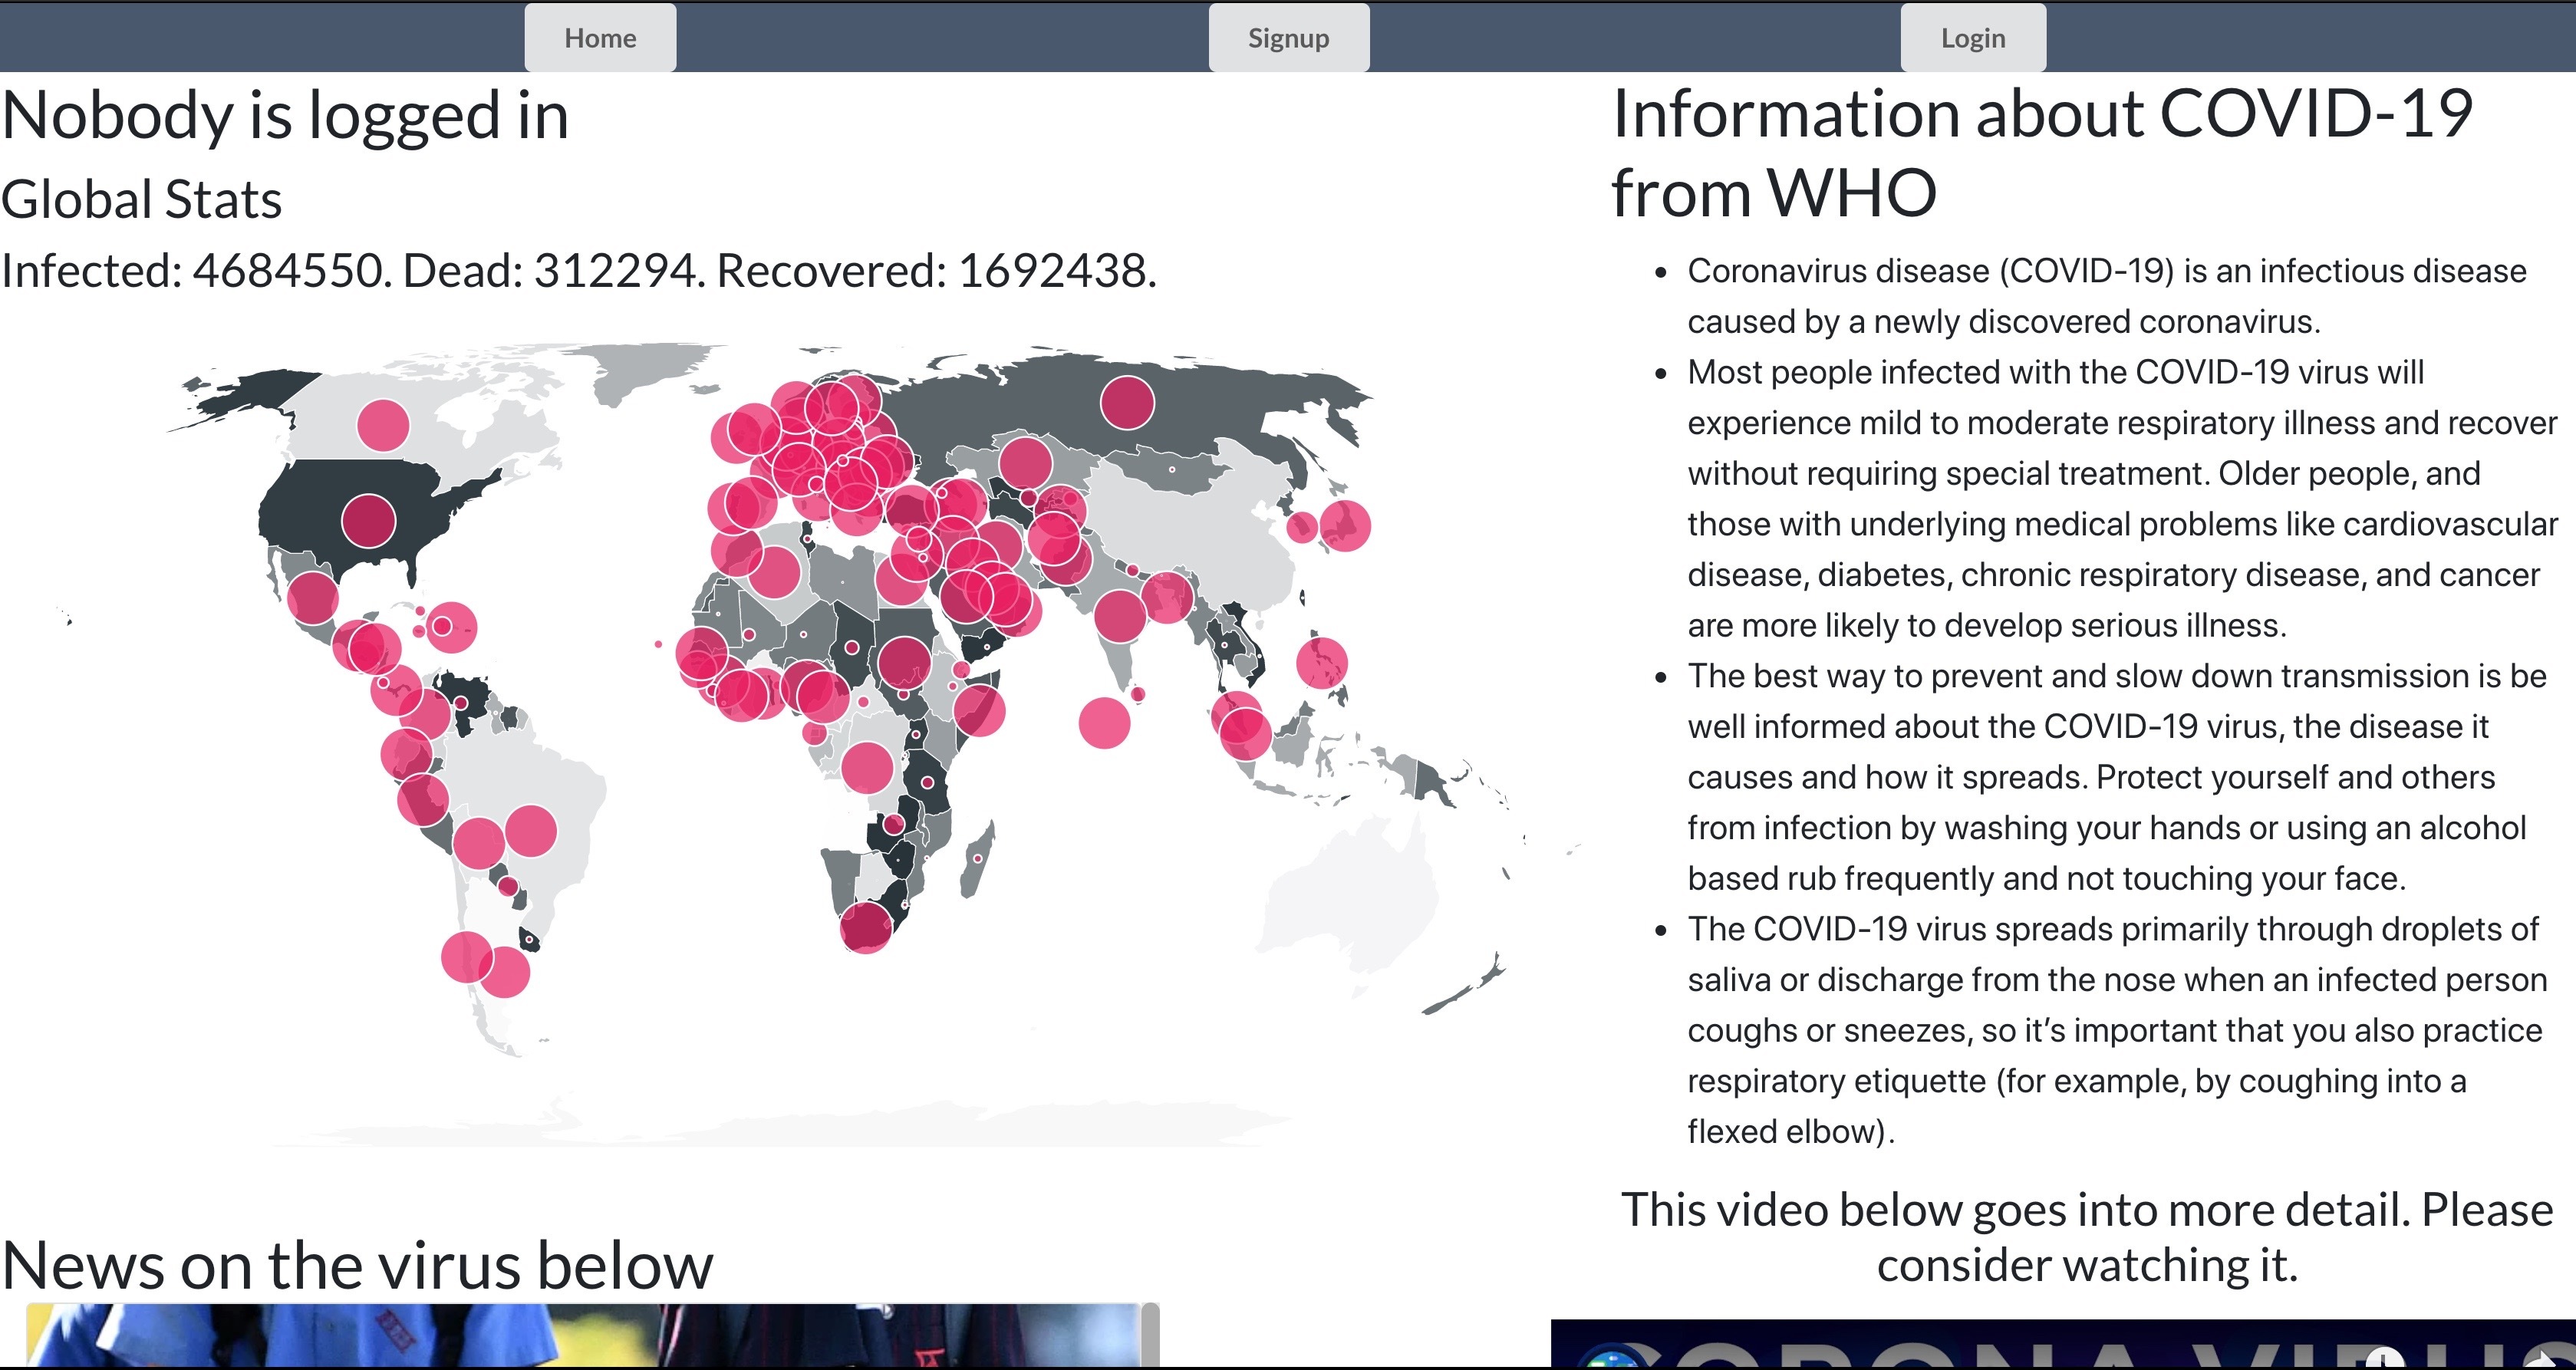 Home
Signup
Login
Nobody is logged in
Global Stats
Infected: 4684550. Dead: 312294. Recovered: 1692438.
News on the virus below
Information about COVID-19
from WHO
• Coronavirus disease (COVID-19) is an infectious disease
caused by a newly discovered coronavirus.
• Most people infected with the COVID-19 virus will
experience mild to moderate respiratory illness and recover
without requiring special treatment. Older people, and
those with underlying medical problems like cardiovascular
disease, diabetes, chronic respiratory disease, and cancer
are more likely to develop serious illness.
• The best way to prevent and slow down transmission is be
well informed about the COVID-19 virus, the disease it
causes and how it spreads. Protect yourself and others
from infection by washing your hands or using an alcohol
based rub frequently and not touching your face.
• The COVID-19 virus spreads primarily through droplets of
saliva or discharge from the nose when an infected person
coughs or sneezes, so it’s important that you also practice
respiratory etiquette (for example, by coughing into a
flexed elbow).
This video below goes into more detail. Please
consider watching it.
CORONA VIRUS